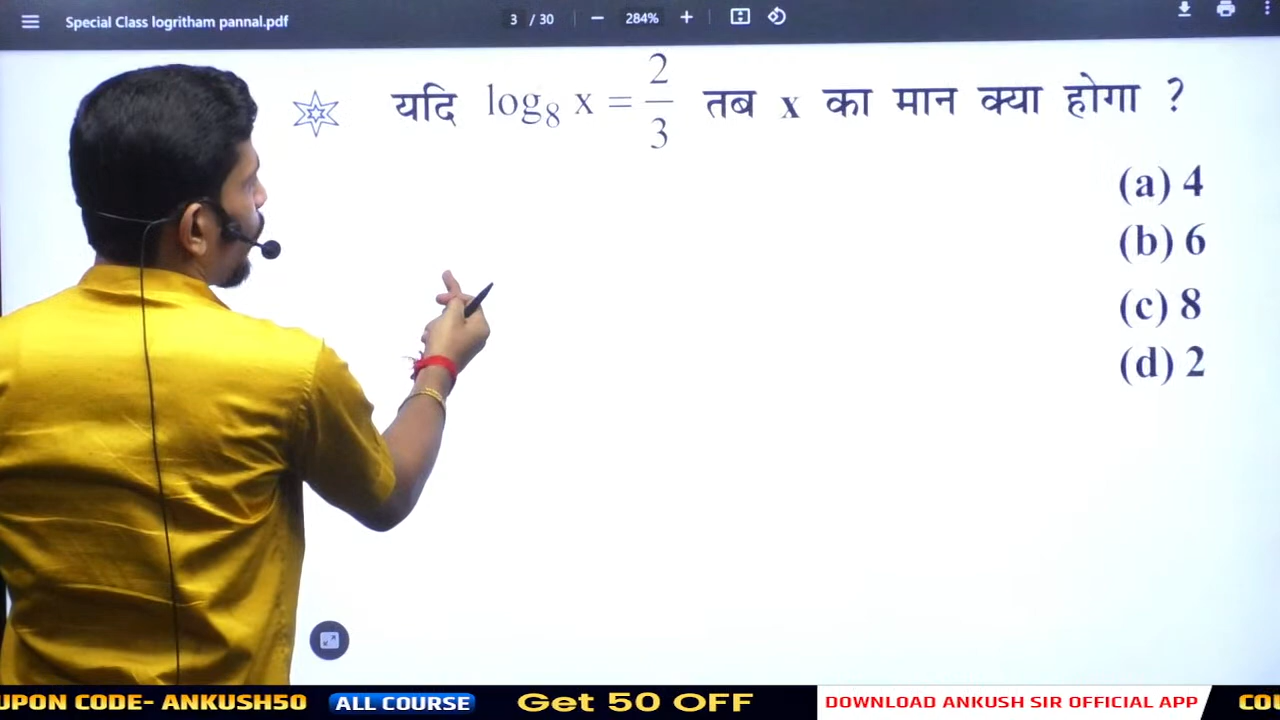 Special Class logritham pannal.pdf 3 / 30 − 284% +
यदि log₈ x = 2/3 तब x का मान क्या होगा ?
(a) 4
(b) 6
(c) 8
(d) 2
UPON CODE- ANKUSH50 ALL COURSE Get 50 OFF DOWNLOAD ANKUSH SIR OFFICIAL APP COU